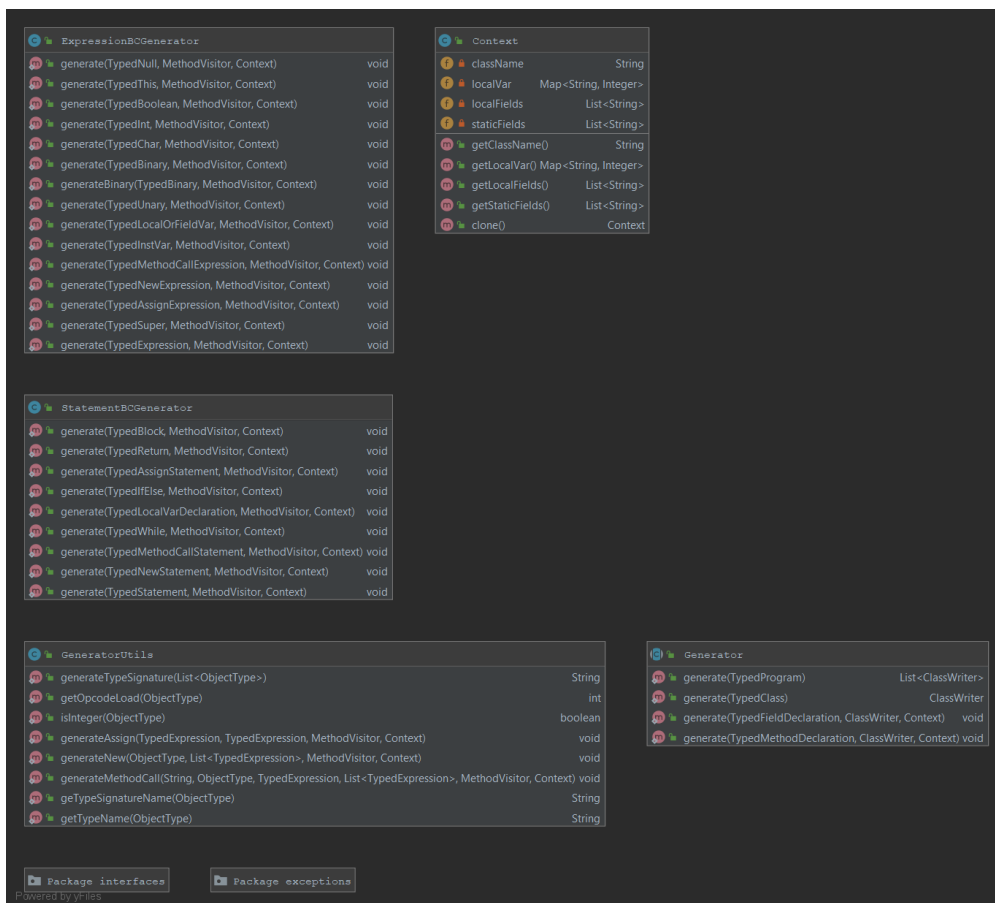 ExpressionBCGenerator
generate(TypedNull, MethodVisitor, Context) void
generate(TypedThis, MethodVisitor, Context) void
generate(TypedBoolean, MethodVisitor, Context) void
generate(TypedInt, MethodVisitor, Context) void
generate(TypedChar, MethodVisitor, Context) void
generate(TypedBinary, MethodVisitor, Context) void
generateBinary(TypedBinary, MethodVisitor, Context) void
generate(TypedUnary, MethodVisitor, Context) void
generate(TypedLocalOrFieldVar, MethodVisitor, Context) void
generate(TypedInstVar, MethodVisitor, Context) void
generate(TypedMethodCallExpression, MethodVisitor, Context) void
generate(TypedNewExpression, MethodVisitor, Context) void
generate(TypedAssignExpression, MethodVisitor, Context) void
generate(TypedSuper, MethodVisitor, Context) void
generate(TypedExpression, MethodVisitor, Context) void
Context
className String
localVar Map<String, Integer>
localFields List<String>
staticFields List<String>
getClassName() String
getLocalVar() Map<String, Integer>
getLocalFields() List<String>
getStaticFields() List<String>
clone() Context
StatementBCGenerator
generate(TypedBlock, MethodVisitor, Context) void
generate(TypedReturn, MethodVisitor, Context) void
generate(TypedAssignStatement, MethodVisitor, Context) void
generate(TypedIfElse, MethodVisitor, Context) void
generate(TypedLocalVarDeclaration, MethodVisitor, Context) void
generate(TypedWhile, MethodVisitor, Context) void
generate(TypedMethodCallStatement, MethodVisitor, Context) void
generate(TypedNewStatement, MethodVisitor, Context) void
generate(TypedStatement, MethodVisitor, Context) void
GeneratorUtils
generateTypeSignature(List<ObjectType>) String
getOpcodeLoad(ObjectType) int
isInteger(ObjectType) boolean
generateAssign(TypedExpression, TypedExpression, MethodVisitor, Context) void
generateNew(ObjectType, List<TypedExpression>, MethodVisitor, Context) void
generateMethodCall(String, ObjectType, TypedExpression, List<TypedExpression>, MethodVisitor, Context) void
geTypeSignatureName(ObjectType) String
getTypeName(ObjectType) String
Generator
generate(TypedProgram) List<ClassWriter>
generate(TypedClass) ClassWriter
generate(TypedFieldDeclaration, ClassWriter, Context) void
generate(TypedMethodDeclaration, ClassWriter, Context) void
Package interfaces
Package exceptions
Powered by yFiles